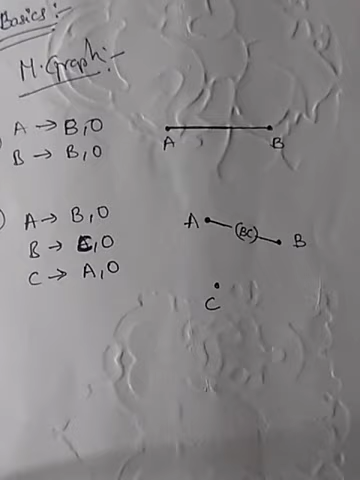 Basics:-
M.Graph:-
A → B,0
B → B,0
A B
) A → B,0
B → C,0
C → A,0
A (BC) B
C